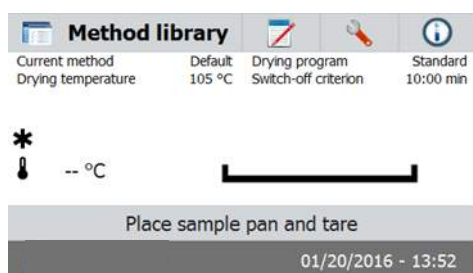 Method library
Current method Default Drying program Standard
Drying temperature 105 °C Switch-off criterion 10:00 min
-- °C
Place sample pan and tare
01/20/2016 - 13:52